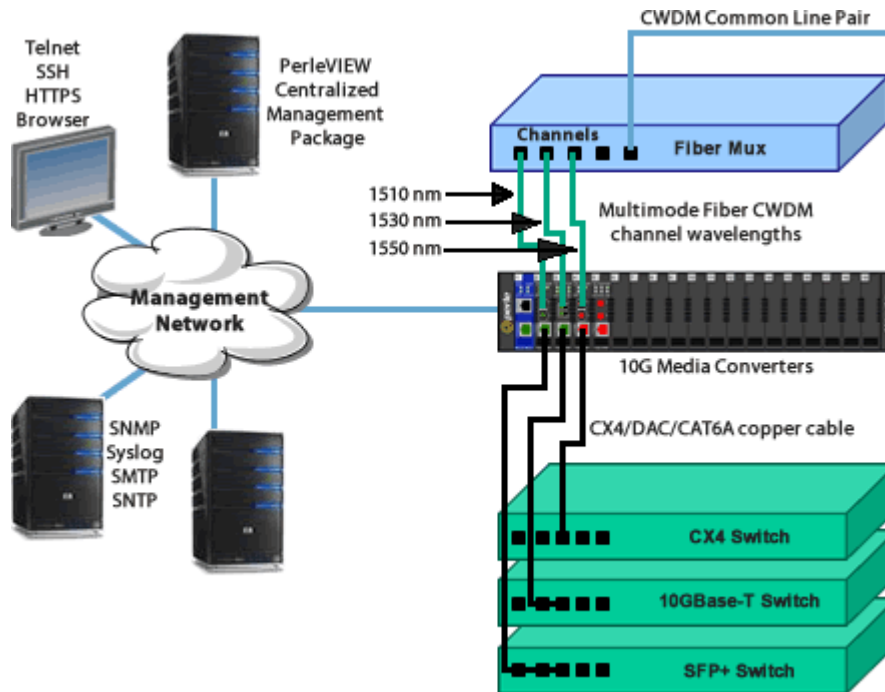 CWDM Common Line Pair
Telnet
SSH
HTTPS
Browser
PerleVIEW
Centralized
Management
Package
Channels
Fiber Mux
1510 nm
1530 nm
1550 nm
Multimode Fiber CWDM
channel wavelengths
Management
Network
perle
10G Media Converters
SNMP
Syslog
SMTP
SNTP
CX4/DAC/CAT6A copper cable
CX4 Switch
10GBase-T Switch
SFP+ Switch